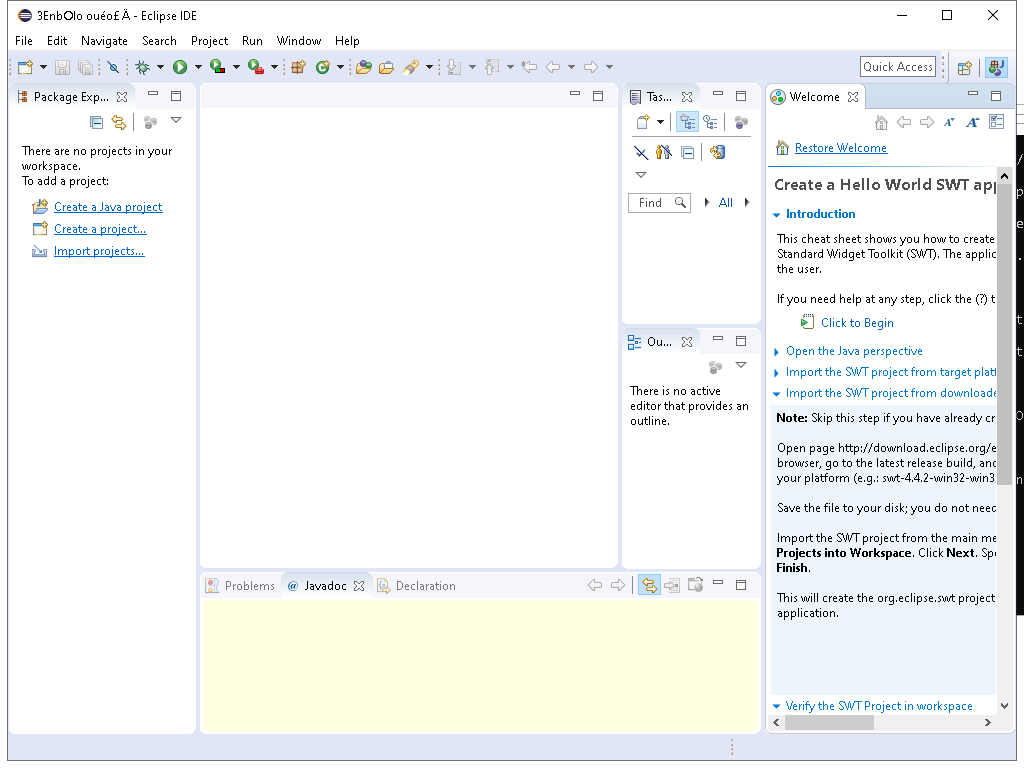 3EnbOlo ouéo£Ä - Eclipse IDE
File Edit Navigate Search Project Run Window Help
Quick Access
Package Exp...
There are no projects in your
workspace.
To add a project:
Create a Java project
Create a project...
Import projects...
Tas...
Find
All
Ou...
There is no active
editor that provides an
outline.
Problems
@ Javadoc
Declaration
Welcome
Restore Welcome
Create a Hello World SWT app
Introduction
This cheat sheet shows you how to create
Standard Widget Toolkit (SWT). The applic
the user.
If you need help at any step, click the (?) t
Click to Begin
Open the Java perspective
Import the SWT project from target platf
Import the SWT project from downloade
Note: Skip this step if you have already cr
Open page http://download.eclipse.org/e
browser, go to the latest release build, and
your platform (e.g.: swt-4.4.2-win32-win3
Save the file to your disk; you do not need
Import the SWT project from the main me
Projects into Workspace. Click Next. Spe
Finish.
This will create the org.eclipse.swt project
application.
Verify the SWT Project in workspace